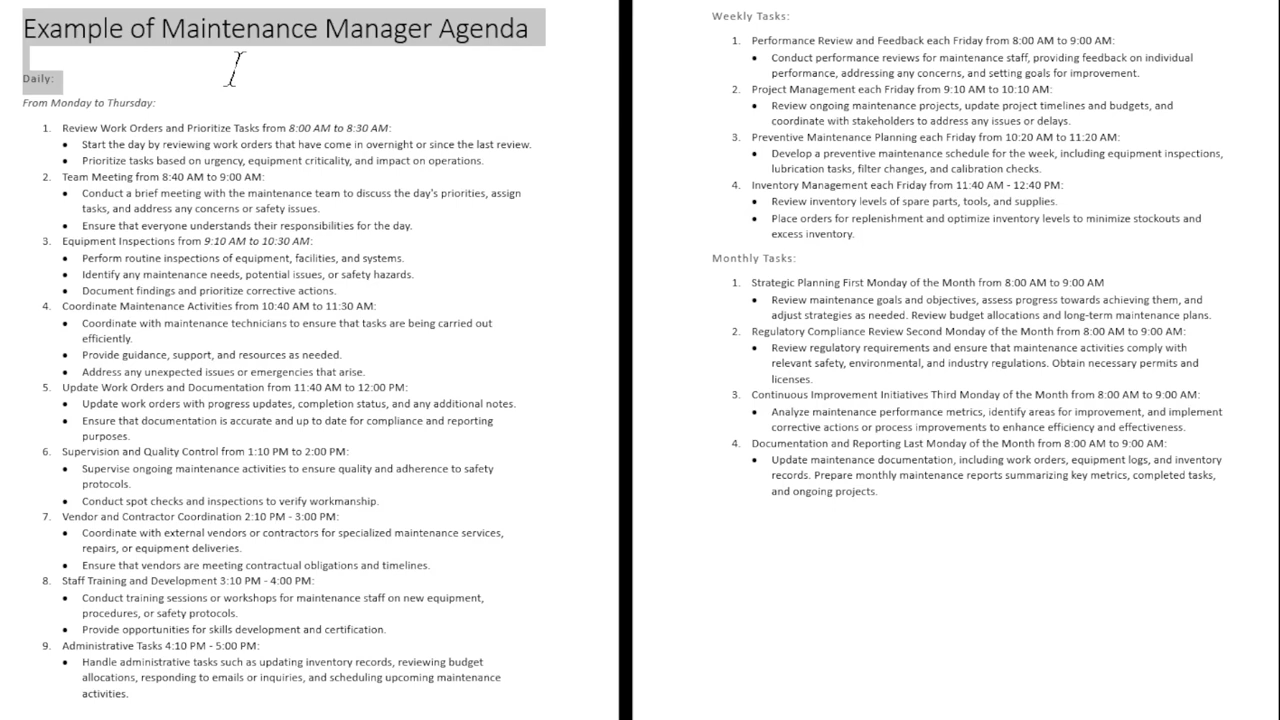 Example of Maintenance Manager Agenda
Daily:
From Monday to Thursday:
1. Review Work Orders and Prioritize Tasks from 8:00 AM to 8:30 AM:
• Start the day by reviewing work orders that have come in overnight or since the last review.
• Prioritize tasks based on urgency, equipment criticality, and impact on operations.
2. Team Meeting from 8:40 AM to 9:00 AM:
• Conduct a brief meeting with the maintenance team to discuss the day's priorities, assign
tasks, and address any concerns or safety issues.
• Ensure that everyone understands their responsibilities for the day.
3. Equipment Inspections from 9:10 AM to 10:30 AM:
• Perform routine inspections of equipment, facilities, and systems.
• Identify any maintenance needs, potential issues, or safety hazards.
• Document findings and prioritize corrective actions.
4. Coordinate Maintenance Activities from 10:40 AM to 11:30 AM:
• Coordinate with maintenance technicians to ensure that tasks are being carried out
efficiently.
• Provide guidance, support, and resources as needed.
• Address any unexpected issues or emergencies that arise.
5. Update Work Orders and Documentation from 11:40 AM to 12:00 PM:
• Update work orders with progress updates, completion status, and any additional notes.
• Ensure that documentation is accurate and up to date for compliance and reporting
purposes.
6. Supervision and Quality Control from 1:10 PM to 2:00 PM:
• Supervise ongoing maintenance activities to ensure quality and adherence to safety
protocols.
• Conduct spot checks and inspections to verify workmanship.
7. Vendor and Contractor Coordination 2:10 PM - 3:00 PM:
• Coordinate with external vendors or contractors for specialized maintenance services,
repairs, or equipment deliveries.
• Ensure that vendors are meeting contractual obligations and timelines.
8. Staff Training and Development 3:10 PM - 4:00 PM:
• Conduct training sessions or workshops for maintenance staff on new equipment,
procedures, or safety protocols.
• Provide opportunities for skills development and certification.
9. Administrative Tasks 4:10 PM - 5:00 PM:
• Handle administrative tasks such as updating inventory records, reviewing budget
allocations, responding to emails or inquiries, and scheduling upcoming maintenance
activities.
Weekly Tasks:
1. Performance Review and Feedback each Friday from 8:00 AM to 9:00 AM:
• Conduct performance reviews for maintenance staff, providing feedback on individual
performance, addressing any concerns, and setting goals for improvement.
2. Project Management each Friday from 9:10 AM to 10:10 AM:
• Review ongoing maintenance projects, update project timelines and budgets, and
coordinate with stakeholders to address any issues or delays.
3. Preventive Maintenance Planning each Friday from 10:20 AM to 11:20 AM:
• Develop a preventive maintenance schedule for the week, including equipment inspections,
lubrication tasks, filter changes, and calibration checks.
4. Inventory Management each Friday from 11:40 AM - 12:40 PM:
• Review inventory levels of spare parts, tools, and supplies.
• Place orders for replenishment and optimize inventory levels to minimize stockouts and
excess inventory.
Monthly Tasks:
1. Strategic Planning First Monday of the Month from 8:00 AM to 9:00 AM
• Review maintenance goals and objectives, assess progress towards achieving them, and
adjust strategies as needed. Review budget allocations and long-term maintenance plans.
2. Regulatory Compliance Review Second Monday of the Month from 8:00 AM to 9:00 AM:
• Review regulatory requirements and ensure that maintenance activities comply with
relevant safety, environmental, and industry regulations. Obtain necessary permits and
licenses.
3. Continuous Improvement Initiatives Third Monday of the Month from 8:00 AM to 9:00 AM:
• Analyze maintenance performance metrics, identify areas for improvement, and implement
corrective actions or process improvements to enhance efficiency and effectiveness.
4. Documentation and Reporting Last Monday of the Month from 8:00 AM to 9:00 AM:
• Update maintenance documentation, including work orders, equipment logs, and inventory
records. Prepare monthly maintenance reports summarizing key metrics, completed tasks,
and ongoing projects.